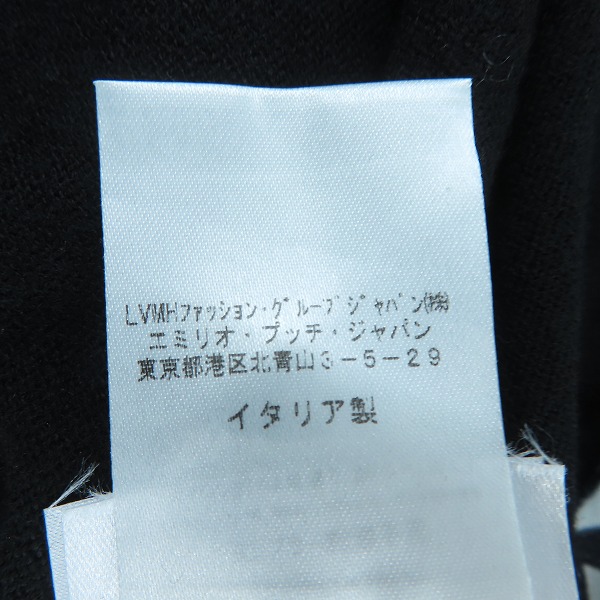 LVMHファッション・グループジャパン㈱
エミリオ・プッチ・ジャパン
東京都港区北青山3-5-29
イタリア製